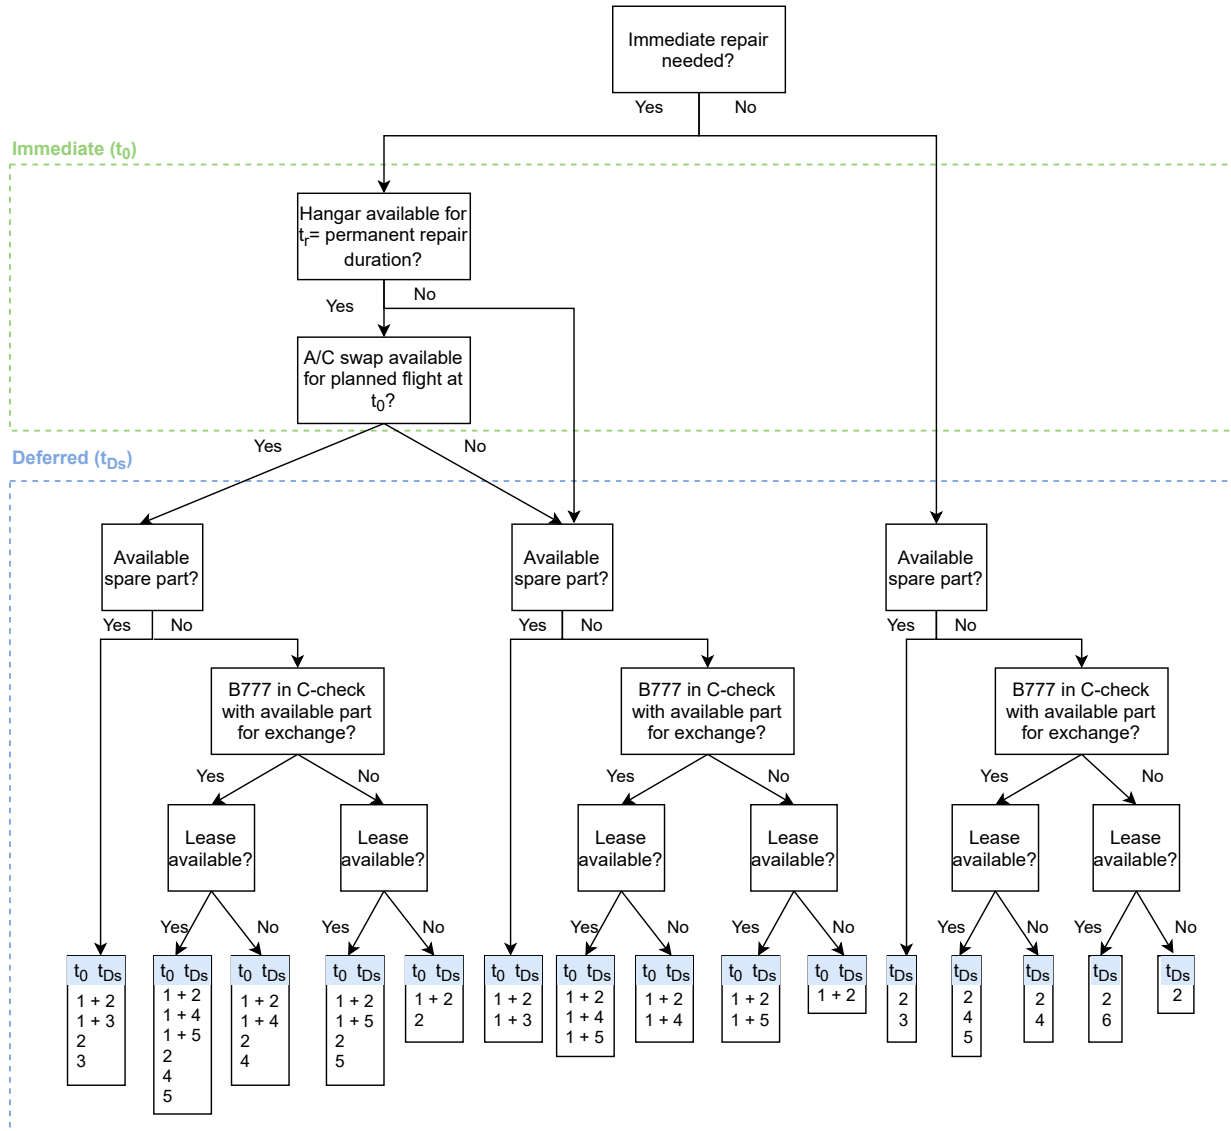 Immediate repair
needed?
Yes
No
Immediate (t0)
Hangar available for
tr= permanent repair
duration?
Yes
No
A/C swap available
for planned flight at
t0?
Yes
No
Deferred (tDs)
Available
spare part?
Available
spare part?
Available
spare part?
Yes
No
Yes
No
Yes
No
B777 in C-check
with available part
for exchange?
B777 in C-check
with available part
for exchange?
B777 in C-check
with available part
for exchange?
Yes
No
Yes
No
Yes
No
Lease
available?
Lease
available?
Lease
available?
Lease
available?
Lease
available?
Lease
available?
Yes
No
Yes
No
Yes
No
Yes
No
Yes
No
Yes
No
t0 tDs
1 + 2
1 + 3
2
3
t0 tDs
1 + 2
1 + 4
1 + 5
2
4
5
t0 tDs
1 + 2
1 + 4
2
4
t0 tDs
1 + 2
1 + 5
2
5
t0 tDs
1 + 2
2
t0 tDs
1 + 2
1 + 3
t0 tDs
1 + 2
1 + 4
1 + 5
t0 tDs
1 + 2
1 + 4
t0 tDs
1 + 2
1 + 5
t0 tDs
1 + 2
tDs
2
3
tDs
2
4
5
tDs
2
4
tDs
2
6
tDs
2